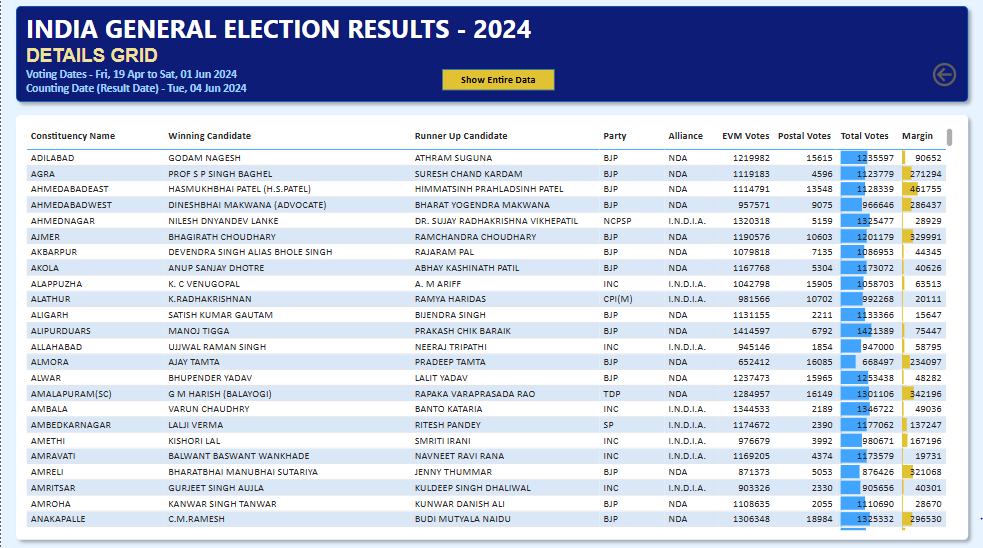 INDIA GENERAL ELECTION RESULTS - 2024
DETAILS GRID
Voting Dates - Fri, 19 Apr to Sat, 01 Jun 2024
Show Entire Data
Counting Date (Result Date) - Tue, 04 Jun 2024
Constituency Name Winning Candidate Runner Up Candidate Party Alliance EVM Votes Postal Votes Total Votes Margin
ADILABAD GODAM NAGESH ATHRAM SUGUNA BJP NDA 1219982 15615 1235597 90652
AGRA PROF S P SINGH BAGHEL SURESH CHAND KARDAM BJP NDA 1119183 4596 1123779 271294
AHMEDABADEAST HASMUKHBHAI PATEL (H.S.PATEL) HIMMATSINH PRAHLADSINH PATEL BJP NDA 1114791 13548 1128339 461755
AHMEDABADWEST DINESHBHAI MAKWANA (ADVOCATE) BHARAT YOGENDRA MAKWANA BJP NDA 957571 9075 966646 286437
AHMEDNAGAR NILESH DNYANDEV LANKE DR. SUJAY RADHAKRISHNA VIKHEPATIL NCPSP I.N.D.I.A. 1320318 5159 1325477 28929
AJMER BHAGIRATH CHOUDHARY RAMCHANDRA CHOUDHARY BJP NDA 1190576 10603 1201179 329991
AKBARPUR DEVENDRA SINGH ALIAS BHOLE SINGH RAJARAM PAL BJP NDA 1079818 7135 1086953 44345
AKOLA ANUP SANJAY DHOTRE ABHAY KASHINATH PATIL BJP NDA 1167768 5304 1173072 40626
ALAPPUZHA K. C VENUGOPAL A. M ARIFF INC I.N.D.I.A. 1042798 15905 1058703 63513
ALATHUR K.RADHAKRISHNAN RAMYA HARIDAS CPI(M) I.N.D.I.A. 981566 10702 992268 20111
ALIGARH SATISH KUMAR GAUTAM BIJENDRA SINGH BJP NDA 1131155 2211 1133366 15647
ALIPURDUARS MANOJ TIGGA PRAKASH CHIK BARAIK BJP NDA 1414597 6792 1421389 75447
ALLAHABAD UJJWAL RAMAN SINGH NEERAJ TRIPATHI INC I.N.D.I.A. 945146 1854 947000 58795
ALMORA AJAY TAMTA PRADEEP TAMTA BJP NDA 652412 16085 668497 234097
ALWAR BHUPENDER YADAV LALIT YADAV BJP NDA 1237473 15965 1253438 48282
AMALAPURAM(SC) G M HARISH (BALAYOGI) RAPAKA VARAPRASADA RAO TDP NDA 1284957 16149 1301106 342196
AMBALA VARUN CHAUDHRY BANTO KATARIA INC I.N.D.I.A. 1344533 2189 1346722 49036
AMBEDKARNAGAR LALJI VERMA RITESH PANDEY SP I.N.D.I.A. 1174672 2390 1177062 137247
AMETHI KISHORI LAL SMRITI IRANI INC I.N.D.I.A. 976679 3992 980671 167196
AMRAVATI BALWANT BASWANT WANKHADE NAVNEET RAVI RANA INC I.N.D.I.A. 1169205 4374 1173579 19731
AMRELI BHARATBHAI MANUBHAI SUTARIYA JENNY THUMMAR BJP NDA 871373 5053 876426 321068
AMRITSAR GURJEET SINGH AUJLA KULDEEP SINGH DHALIWAL INC I.N.D.I.A. 903326 2330 905656 40301
AMROHA KANWAR SINGH TANWAR KUNWAR DANISH ALI BJP NDA 1108635 2055 1110690 28670
ANAKAPALLE C.M.RAMESH BUDI MUTYALA NAIDU BJP NDA 1306348 18984 1325332 296530